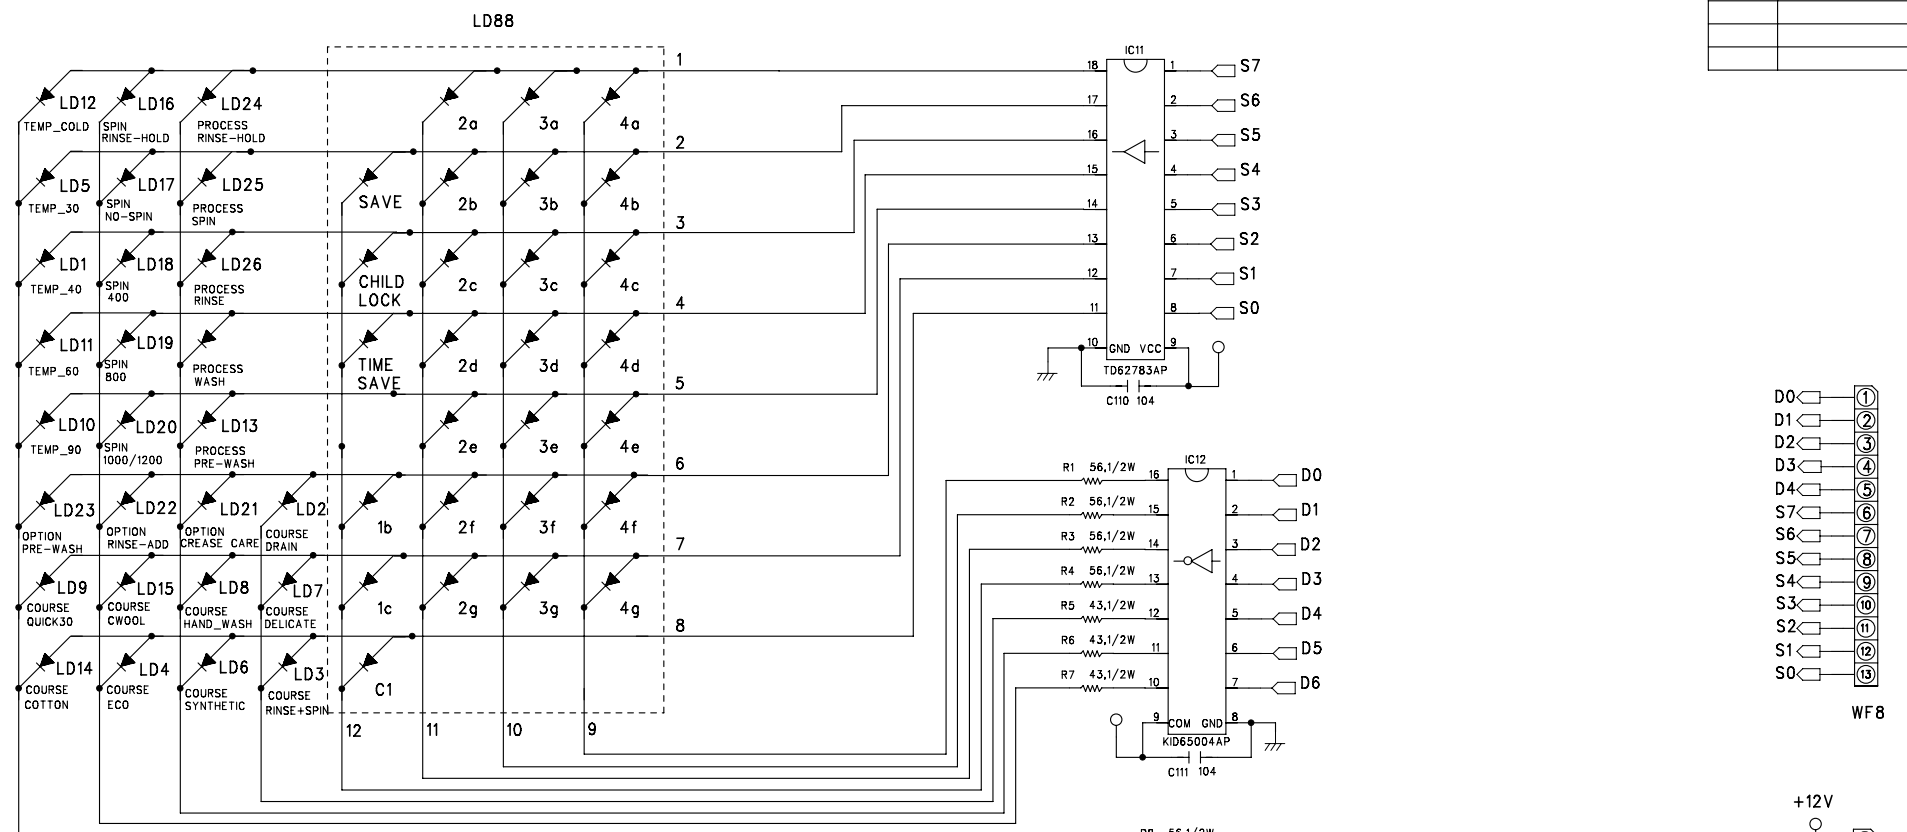 LD88
1
LD12
TEMP_COLD
LD16
SPIN
RINSE-HOLD
LD24
PROCESS
RINSE-HOLD
2a
3a
4a
2
LD5
TEMP_30
LD17
SPIN
NO-SPIN
LD25
PROCESS
SPIN
SAVE
2b
3b
4b
3
LD1
TEMP_40
LD18
SPIN
400
LD26
PROCESS
RINSE
CHILD
LOCK
2c
3c
4c
4
LD11
TEMP_60
LD19
SPIN
800
PROCESS
WASH
TIME
SAVE
2d
3d
4d
5
LD10
TEMP_90
LD20
SPIN
1000/1200
LD13
PROCESS
PRE-WASH
2e
3e
4e
6
LD23
OPTION
PRE-WASH
LD22
OPTION
RINSE-ADD
LD21
OPTION
CREASE CARE
LD2
COURSE
DRAIN
1b
2f
3f
4f
7
LD9
COURSE
QUICK30
LD15
COURSE
CWOOL
LD8
COURSE
HAND_WASH
LD7
COURSE
DELICATE
1c
2g
3g
4g
8
LD14
COURSE
COTTON
LD4
COURSE
ECO
LD6
COURSE
SYNTHETIC
LD3
COURSE
RINSE+SPIN
C1
12
11
10
9
IC11
18 1 S7
17 2 S6
16 3 S5
15 4 S4
14 5 S3
13 6 S2
12 7 S1
11 8 S0
10 GND VCC 9
TD62783AP
C110 104
IC12
R1 56,1/2W 16 1 D0
R2 56,1/2W 15 2 D1
R3 56,1/2W 14 3 D2
R4 56,1/2W 13 4 D3
R5 43,1/2W 12 5 D4
R6 43,1/2W 11 6 D5
R7 43,1/2W 10 7 D6
9 COM GND 8
KID65004AP
C111 104
D0 1
D1 2
D2 3
D3 4
D4 5
S7 6
S6 7
S5 8
S4 9
S3 10
S2 11
S1 12
S0 13
WF8
+12V